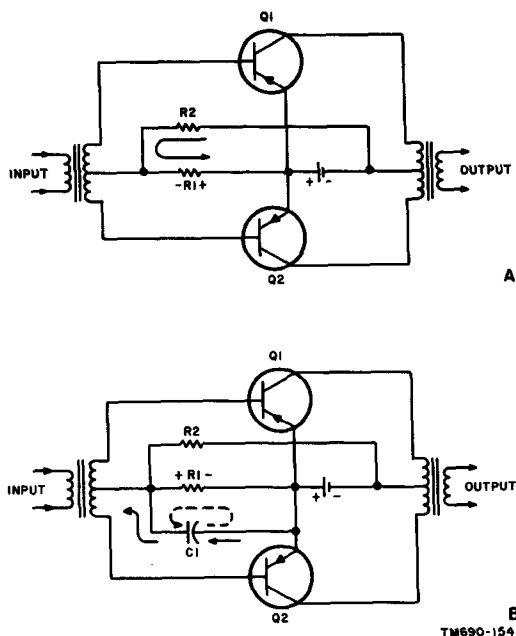 Q1
R2
INPUT
-R1+
+ -
OUTPUT
Q2
A
Q1
R2
INPUT
+R1-
+ -
OUTPUT
C1
Q2
B
TM690-154